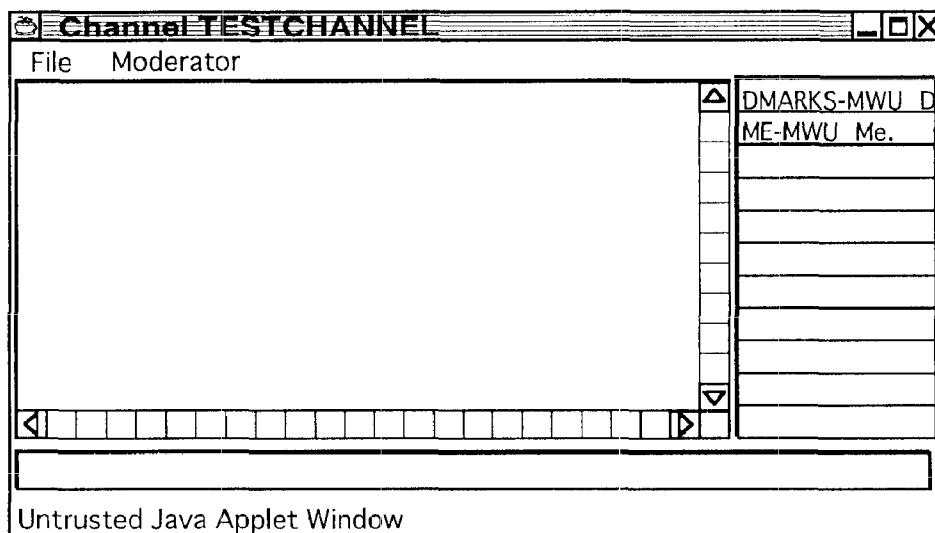 Channel TESTCHANNEL
File Moderator
DMARKS-MWU D
ME-MWU Me.
Untrusted Java Applet Window